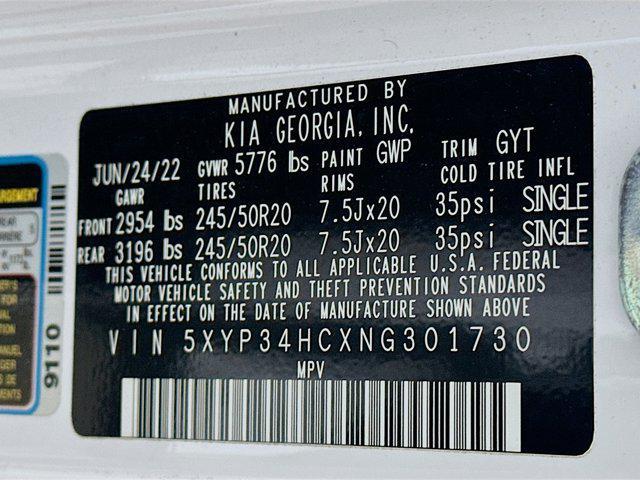 MANUFACTURED BY
KIA GEORGIA, INC.
JUN/24/22 GVWR 5776 lbs PAINT GWP TRIM GYT
GAWR TIRES RIMS COLD TIRE INFL
FRONT 2954 lbs 245/50R20 7.5Jx20 35psi SINGLE
REAR 3196 lbs 245/50R20 7.5Jx20 35psi SINGLE
THIS VEHICLE CONFORMS TO ALL APPLICABLE U.S.A. FEDERAL
MOTOR VEHICLE SAFETY AND THEFT PREVENTION STANDARDS
IN EFFECT ON THE DATE OF MANUFACTURE SHOWN ABOVE
VIN 5XYP34HCXNG301730
MPV
9110